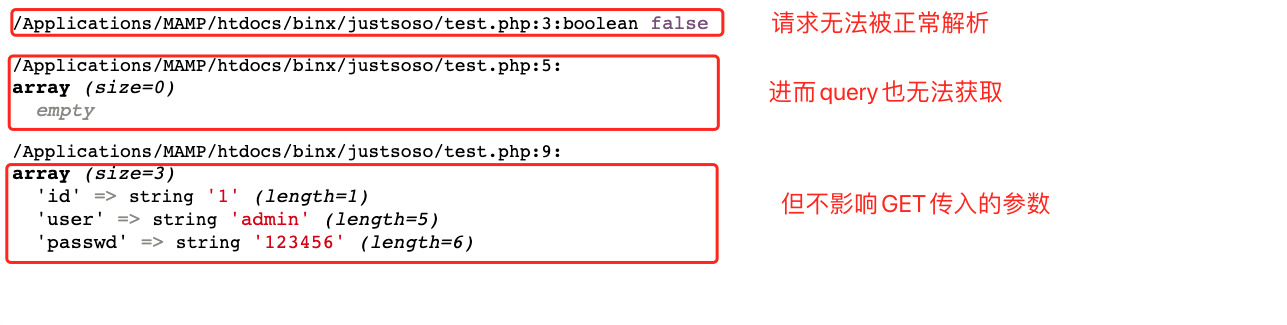 /Applications/MAMP/htdocs/binx/justsoso/test.php:3:boolean false 请求无法被正常解析
/Applications/MAMP/htdocs/binx/justsoso/test.php:5:
array (size=0)
empty
进而query也无法获取
/Applications/MAMP/htdocs/binx/justsoso/test.php:9:
array (size=3)
'id' => string '1' (length=1)
'user' => string 'admin' (length=5)
'passwd' => string '123456' (length=6)
但不影响GET传入的参数